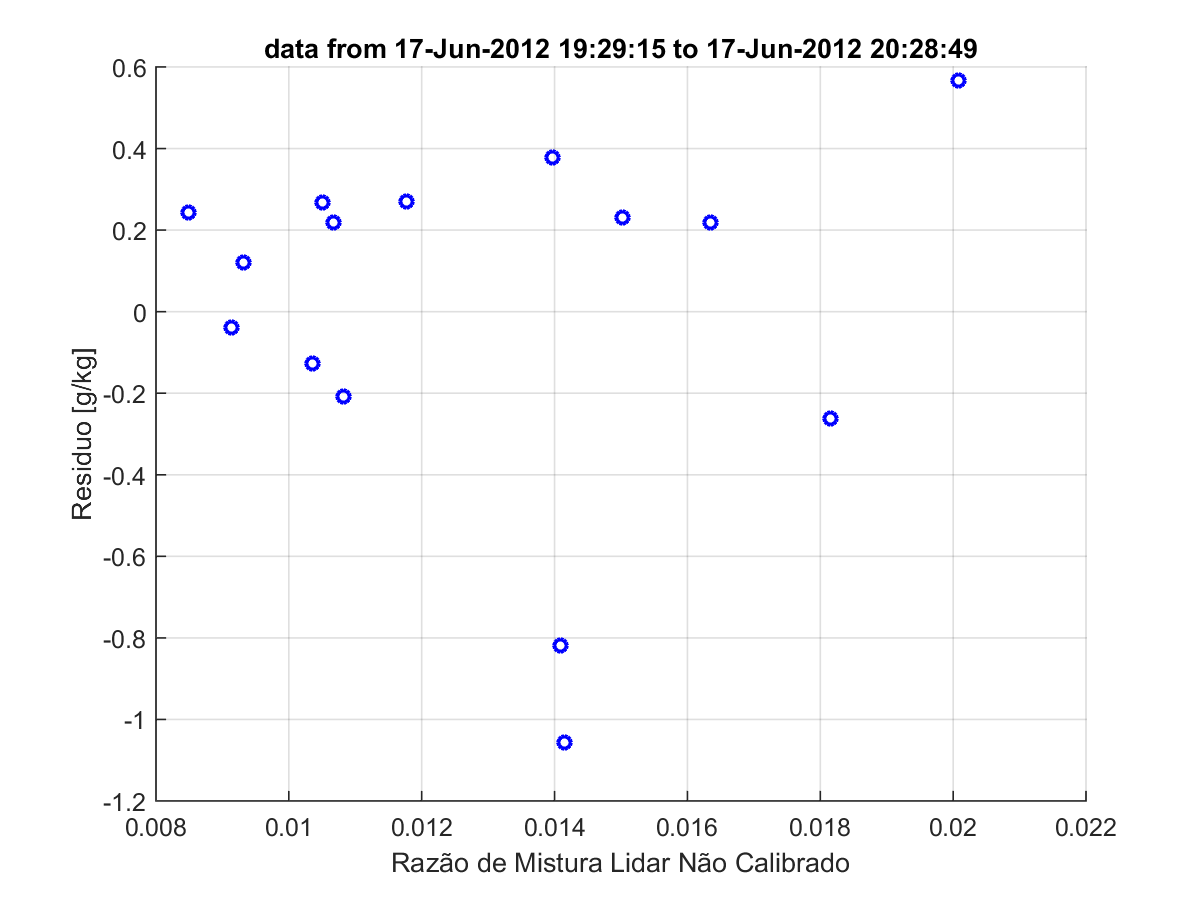 data from 17-Jun-2012 19:29:15 to 17-Jun-2012 20:28:49
0.6
0.4
0.2
0
-0.2
-0.4
-0.6
-0.8
-1
-1.2
Residuo [g/kg]
0.008 0.01 0.012 0.014 0.016 0.018 0.02 0.022
Razão de Mistura Lidar Não Calibrado